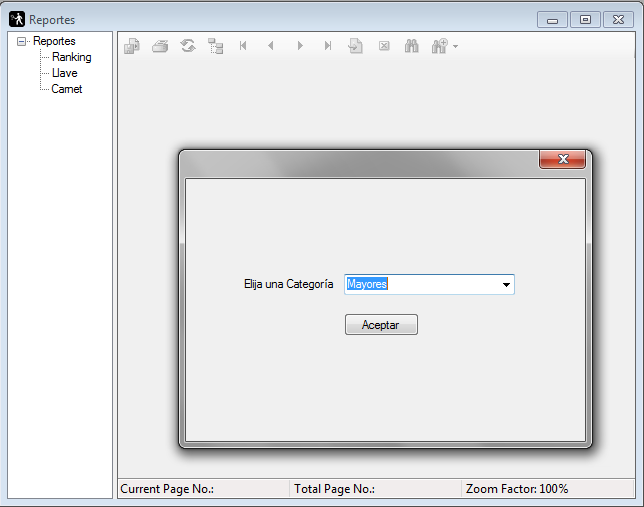 Reportes
Reportes
Ranking
Llave
Carnet
Elija una Categoría
Mayores
Aceptar
Current Page No.:
Total Page No.:
Zoom Factor: 100%